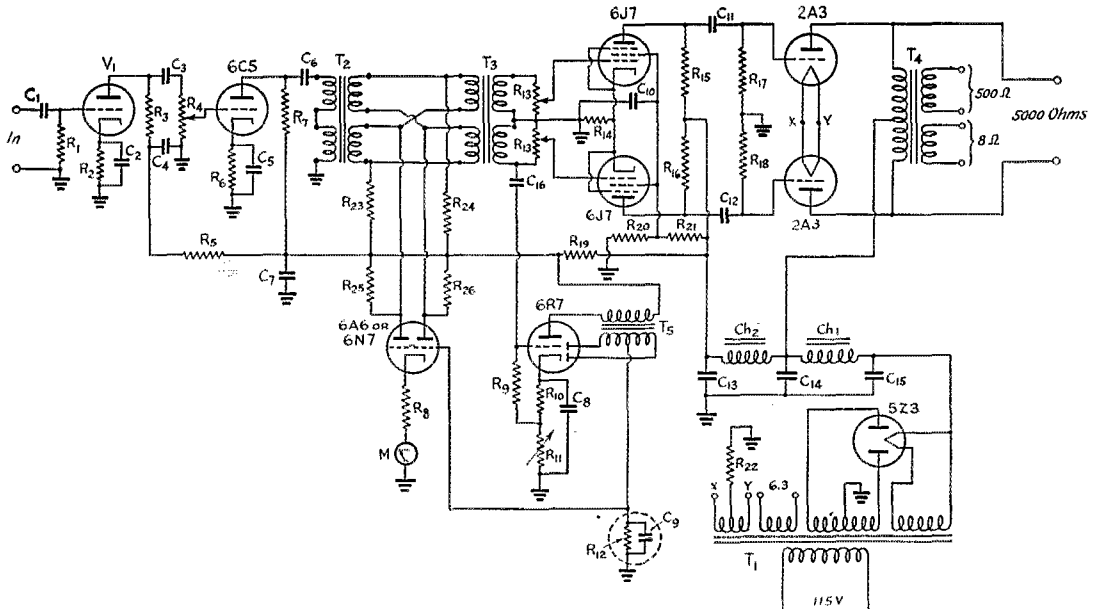 6J7
C11
2A3
V1
C3
6C5
C6
T2
T3
R13
R15
R17
T4
500 Ω
C1
R3
R4
R7
C10
5000 Ohms
In
R1
R14
X
Y
8 Ω
R2
C2
C4
R6
C5
R13
R16
R18
C16
6J7
C12
2A3
R23
R24
R20
R21
R5
R19
C7
R25
R26
6A6 OR
6N7
6R7
T5
Ch2
Ch1
R9
R10
C8
C13
C14
C15
R8
5Z3
M
R11
R22
X
Y
6.3
C9
R12
T1
115V